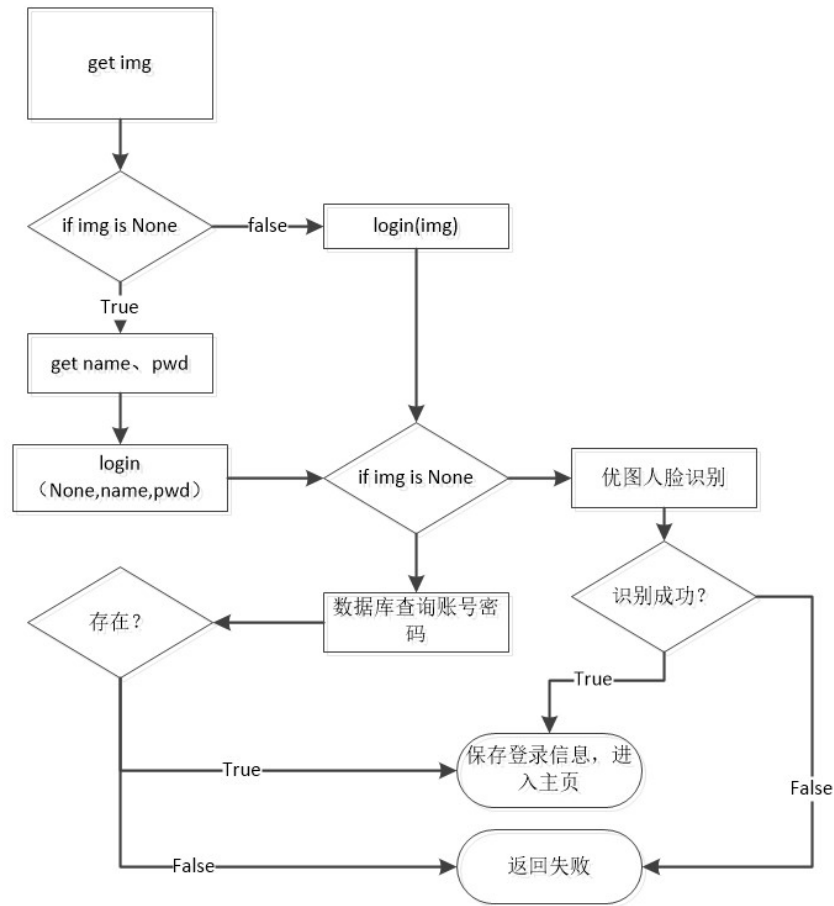 get img
if img is None
false
login(img)
True
get name、pwd
login
（None,name,pwd）
if img is None
优图人脸识别
数据库查询账号密
码
存在？
识别成功？
True
保存登录信息，进
入主页
True
False
False
返回失败